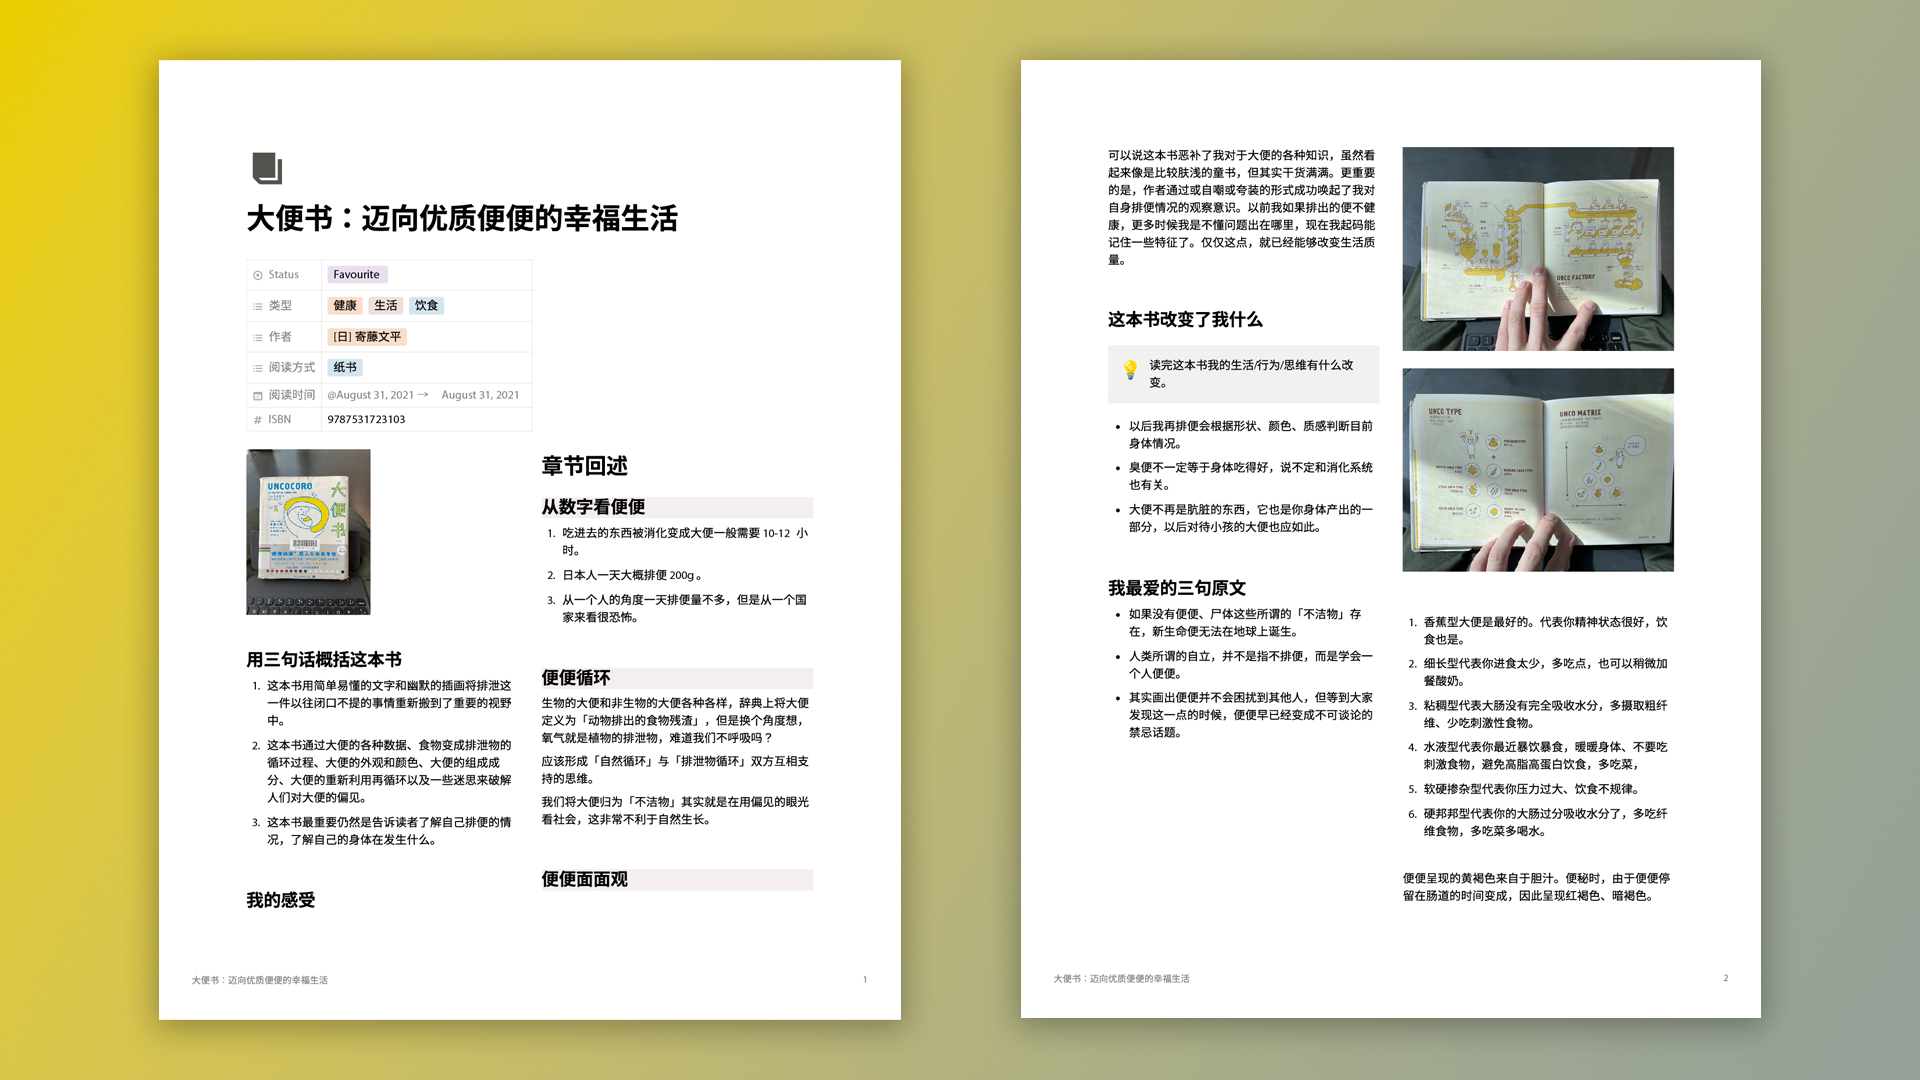 大便书：迈向优质便便的幸福生活
Status Favourite
类型 健康 生活 饮食
作者 [日] 寄藤文平
阅读方式 纸书
阅读时间 @August 31, 2021 → August 31, 2021
# ISBN 9787531723103
UNCOCORO
大便书
用三句话概括这本书
1. 这本书用简单易懂的文字和幽默的插画将排泄这
一件以往闭口不提的事情重新搬到了重要的视野
中。
2. 这本书通过大便的各种数据、食物变成排泄物的
循环过程、大便的外观和颜色、大便的组成成
分、大便的重新利用再循环以及一些迷思来破解
人们对大便的偏见。
3. 这本书最重要仍然是告诉读者了解自己排便的情
况，了解自己的身体在发生什么。
我的感受
章节回述
从数字看便便
1. 吃进去的东西被消化变成大便一般需要 10-12 小
时。
2. 日本人一天大概排便 200g。
3. 从一个人的角度一天排便量不多，但是从一个国
家来看很恐怖。
便便循环
生物的大便和非生物的大便各种各样，辞典上将大便
定义为「动物排出的食物残渣」，但是换个角度想，
氧气就是植物的排泄物，难道我们不呼吸吗？
应该形成「自然循环」与「排泄物循环」双方互相支
持的思维。
我们将大便归为「不洁物」其实就是在用偏见的眼光
看社会，这非常不利于自然生长。
便便面面观
大便书：迈向优质便便的幸福生活
1
可以说这本书恶补了我对于大便的各种知识，虽然看
起来像是比较肤浅的童书，但其实干货满满。更重要
的是，作者通过或自嘲或夸装的形式成功唤起了我对
自身排便情况的观察意识。以前我如果排出的便不健
康，更多时候我是不懂问题出在哪里，现在我起码能
记住一些特征了。仅仅这点，就已经能够改变生活质
量。
这本书改变了我什么
读完这本书我的生活/行为/思维有什么改
变。
• 以后我再排便会根据形状、颜色、质感判断目前
身体情况。
• 臭便不一定等于身体吃得好，说不定和消化系统
也有关。
• 大便不再是肮脏的东西，它也是你身体产出的一
部分，以后对待小孩的大便也应如此。
我最爱的三句原文
• 如果没有便便、尸体这些所谓的「不洁物」存
在，新生命便无法在地球上诞生。
• 人类所谓的自立，并不是指不排便，而是学会一
个人便便。
• 其实画出便便并不会困扰到其他人，但等到大家
发现这一点的时候，便便早已经变成不可谈论的
禁忌话题。
UNCO FACTORY
UNCO TYPE
UNCO MATRIX
1. 香蕉型大便是最好的。代表你精神状态很好，饮
食也是。
2. 细长型代表你进食太少，多吃点，也可以稍微加
餐酸奶。
3. 粘稠型代表大肠没有完全吸收水分，多摄取粗纤
维、少吃刺激性食物。
4. 水液型代表你最近暴饮暴食，暖暖身体、不要吃
刺激食物，避免高脂高蛋白饮食，多吃菜，
5. 软硬掺杂型代表你压力过大、饮食不规律。
6. 硬邦邦型代表你的大肠过分吸收水分了，多吃纤
维食物，多吃菜多喝水。
便便呈现的黄褐色来自于胆汁。便秘时，由于便便停
留在肠道的时间变成，因此呈现红褐色、暗褐色。
大便书：迈向优质便便的幸福生活
2